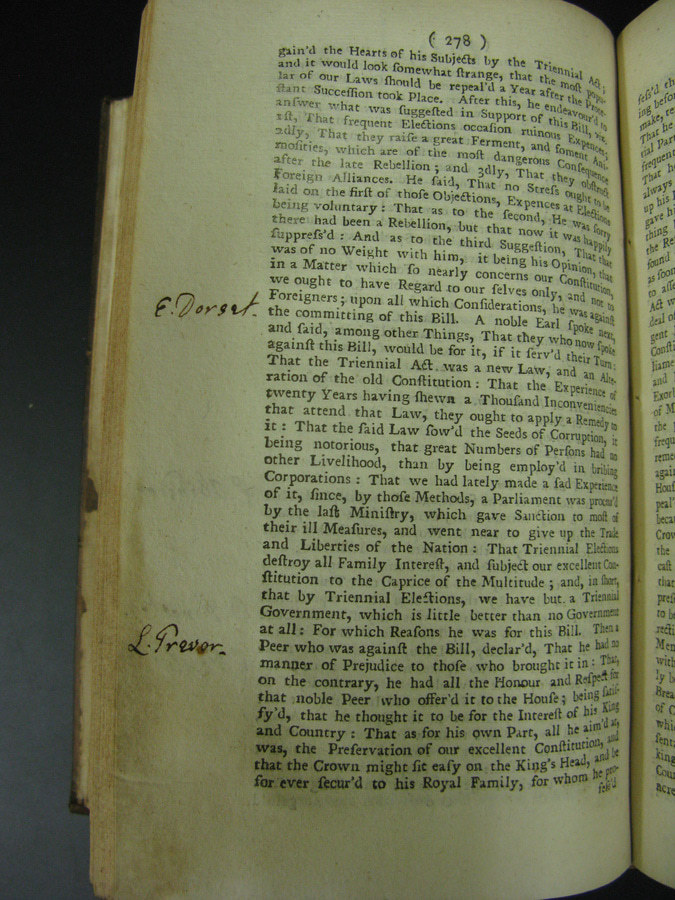 ( 278 )
gain'd the Hearts of his Subjects by the Triennial Act;
and it would look ſomewhat ſtrange, that the moſt popu-
lar of our Laws ſhould be repeal'd a Year after the Prote-
ſtant Succeſſion took Place. After this, he endeavour'd to
anſwer what was ſuggeſted in Support of this Bill, viz.
1ſt, That frequent Elections occaſion ruinous Expences;
2dly, That they raiſe a great Ferment, and foment Ani-
moſities, which are of the moſt dangerous Conſequence
after the late Rebellion; and 3dly, That they obſtruct
Foreign Alliances. He ſaid, That no Streſs ought to be
laid on the firſt of thoſe Objections, Expences at Elections
being voluntary: That as to the ſecond, He was ſorry
there had been a Rebellion, but that now it was happily
ſuppreſs'd: And as to the third Suggeſtion, That that
was of no Weight with him, it being his Opinion, that
in a Matter which ſo nearly concerns our Conſtitution,
we ought to have Regard to our ſelves only, and not to
Foreigners; upon all which Conſiderations, he was againſt
E. Dorset. the committing of this Bill. A noble Earl ſpoke next,
and ſaid, among other Things, That they who now ſpoke
againſt this Bill, would be for it, if it ſerv'd their Turn:
That the Triennial Act was a new Law, and an Alte-
ration of the old Conſtitution: That the Experience of
twenty Years having ſhewn a Thouſand Inconveniencies
that attend that Law, they ought to apply a Remedy to
it: That the ſaid Law ſow'd the Seeds of Corruption, it
being notorious, that great Numbers of Perſons had no
other Livelihood, than by being employ'd in bribing
Corporations: That we had lately made a ſad Experience
of it, ſince, by thoſe Methods, a Parliament was procur'd
by the laſt Miniſtry, which gave Sanction to moſt of
their ill Meaſures, and went near to give up the Trade
and Liberties of the Nation: That Triennial Elections
deſtroy all Family Intereſt, and ſubject our excellent Con-
ſtitution to the Caprice of the Multitude; and, in ſhort,
that by Triennial Elections, we have but a Triennial
Government, which is little better than no Government
at all: For which Reaſons he was for this Bill. Then a
L. Trevor. Peer who was againſt the Bill, declar'd, That he had no
manner of Prejudice to thoſe who brought it in: That,
on the contrary, he had all the Honour and Reſpect for
that noble Peer who offer'd it to the Houſe; being ſatiſ-
fy'd, that he thought it to be for the Intereſt of his King
and Country: That as for his own Part, all he aim'd at,
was, the Preſervation of our excellent Conſtitution, and
that the Crown might ſit eaſy on the King's Head, and be
for ever ſecur'd to his Royal Family, for whom he pro-
feſs'd